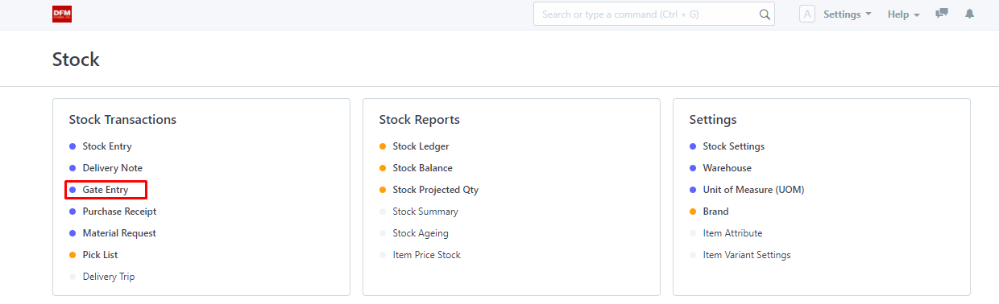 DFM
Search or type a command (Ctrl + G)
A
Settings
Help
Stock
Stock Transactions
Stock Entry
Delivery Note
Gate Entry
Purchase Receipt
Material Request
Pick List
Delivery Trip
Stock Reports
Stock Ledger
Stock Balance
Stock Projected Qty
Stock Summary
Stock Ageing
Item Price Stock
Settings
Stock Settings
Warehouse
Unit of Measure (UOM)
Brand
Item Attribute
Item Variant Settings